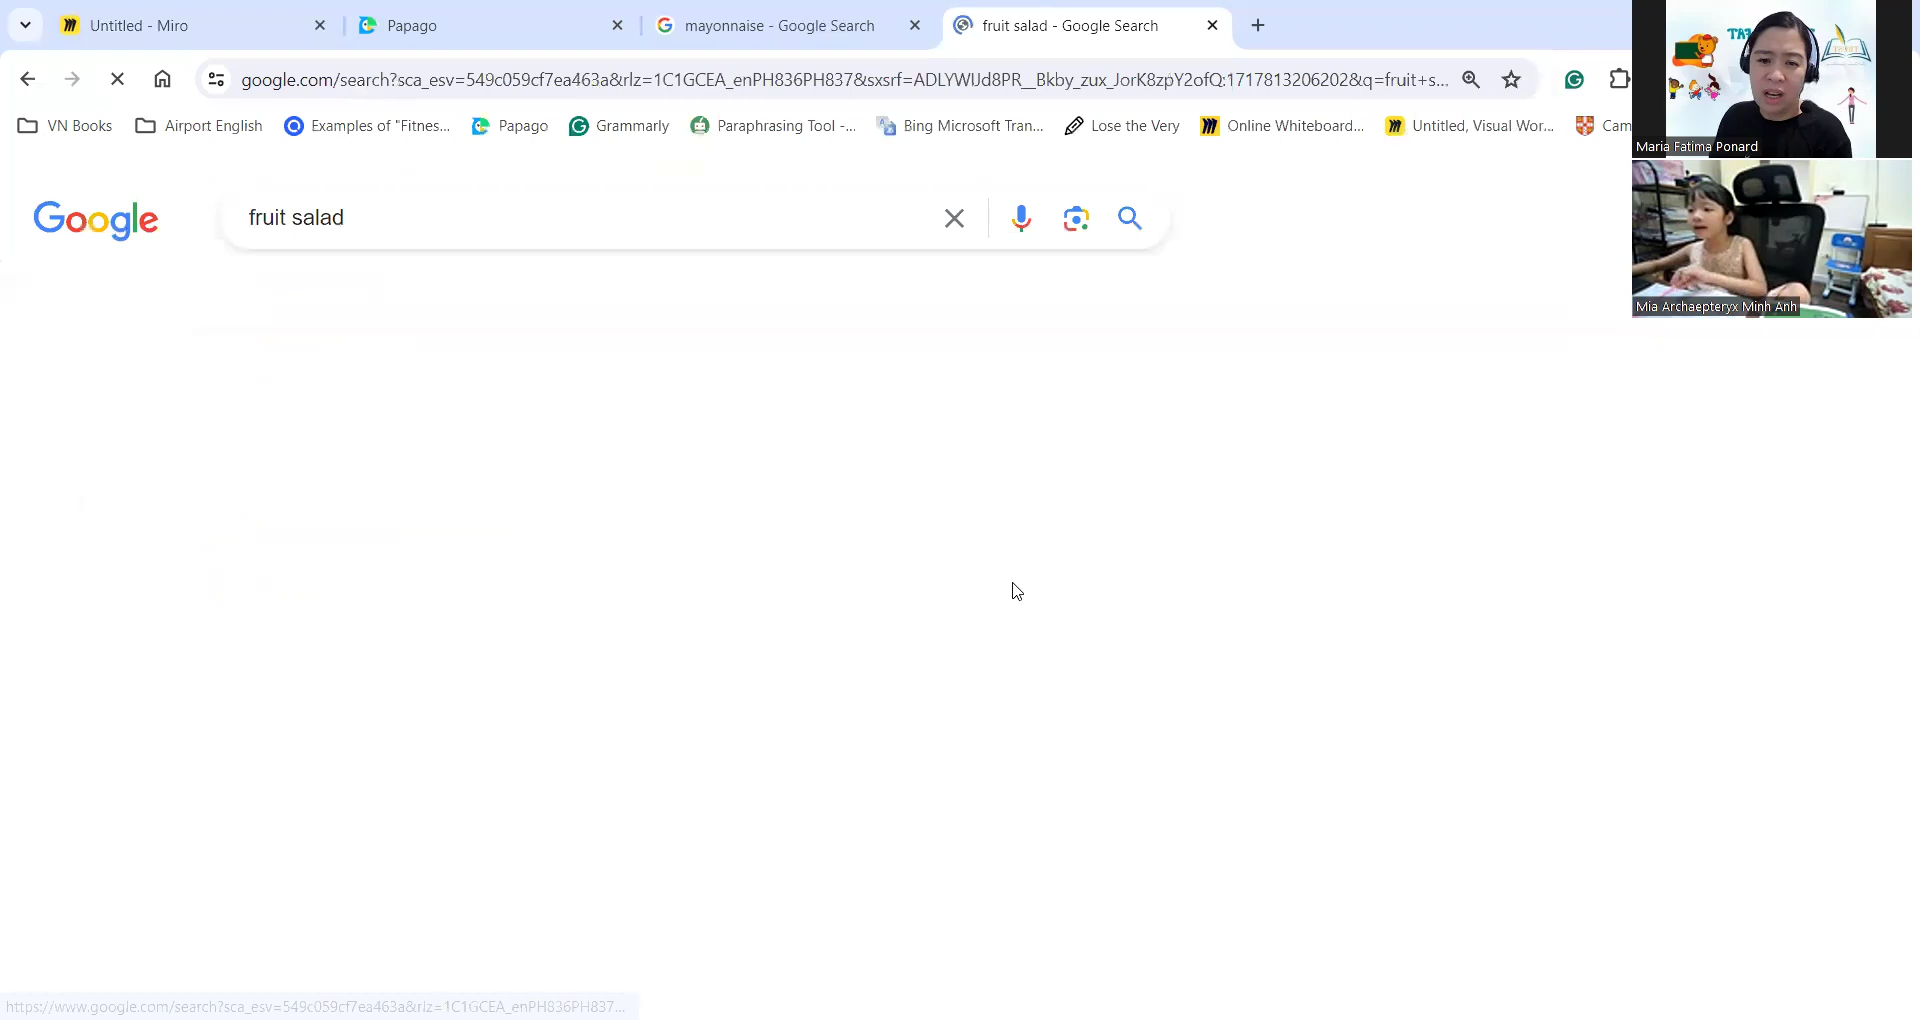 Untitled - Miro
Papago
mayonnaise - Google Search
fruit salad - Google Search
google.com/search?sca_esv=549c059cf7ea463a&rlz=1C1GCEA_enPH836PH837&sxsrf=ADLYWIJd8PR__Bkby_zux_JorK8zpY2ofQ:1717813206202&q=fruit+s...
VN Books
Airport English
Examples of "Fitnes...
Papago
Grammarly
Paraphrasing Tool -...
Bing Microsoft Tran...
Lose the Very
Online Whiteboard...
Untitled, Visual Wor...
Cam
Maria Fatima Ponard
Google
fruit salad
Mia Archaepteryx Minh Anh
https://www.google.com/search?sca_esv=549c059cf7ea463a&rlz=1C1GCEA_enPH836PH837...